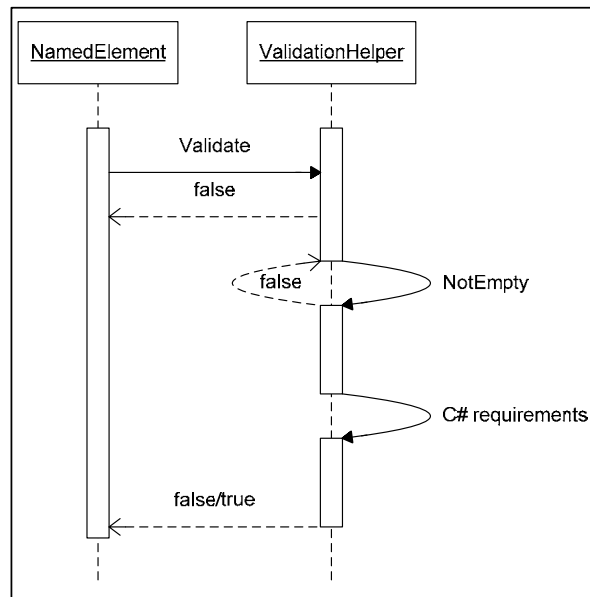 NamedElement
ValidationHelper
Validate
false
false
NotEmpty
C# requirements
false/true